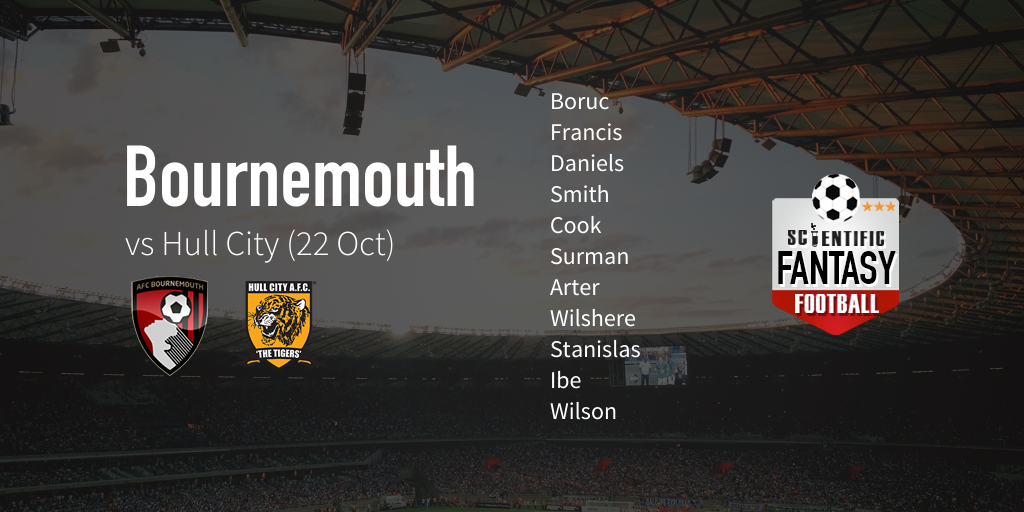 Bournemouth
vs Hull City (22 Oct)
AFC BOURNEMOUTH
HULL CITY A.F.C.
'THE TIGERS'
Boruc
Francis
Daniels
Smith
Cook
Surman
Arter
Wilshere
Stanislas
Ibe
Wilson
SCIENTIFIC
FANTASY
FOOTBALL